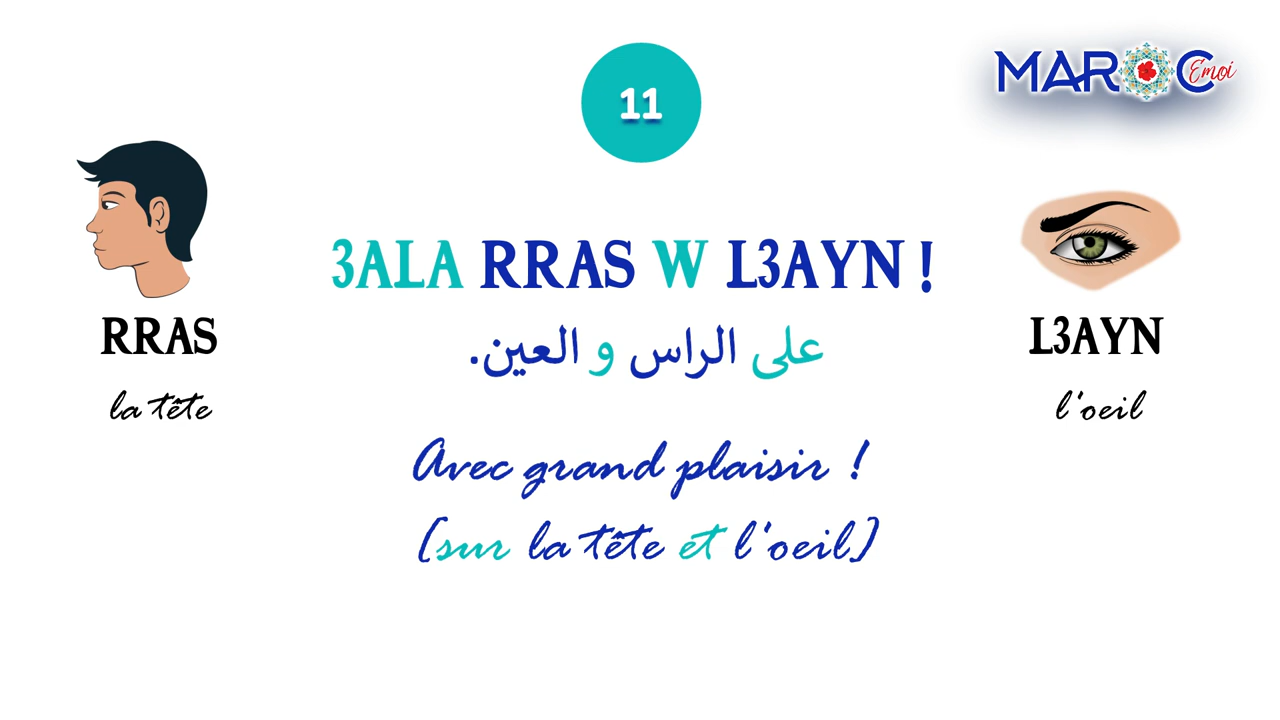 11
MAROC Emoi
3ALA RRAS W L3AYN !
على الراس و العين.
RRAS
la tête
L3AYN
l'oeil
Avec grand plaisir !
[sur la tête et l'oeil]